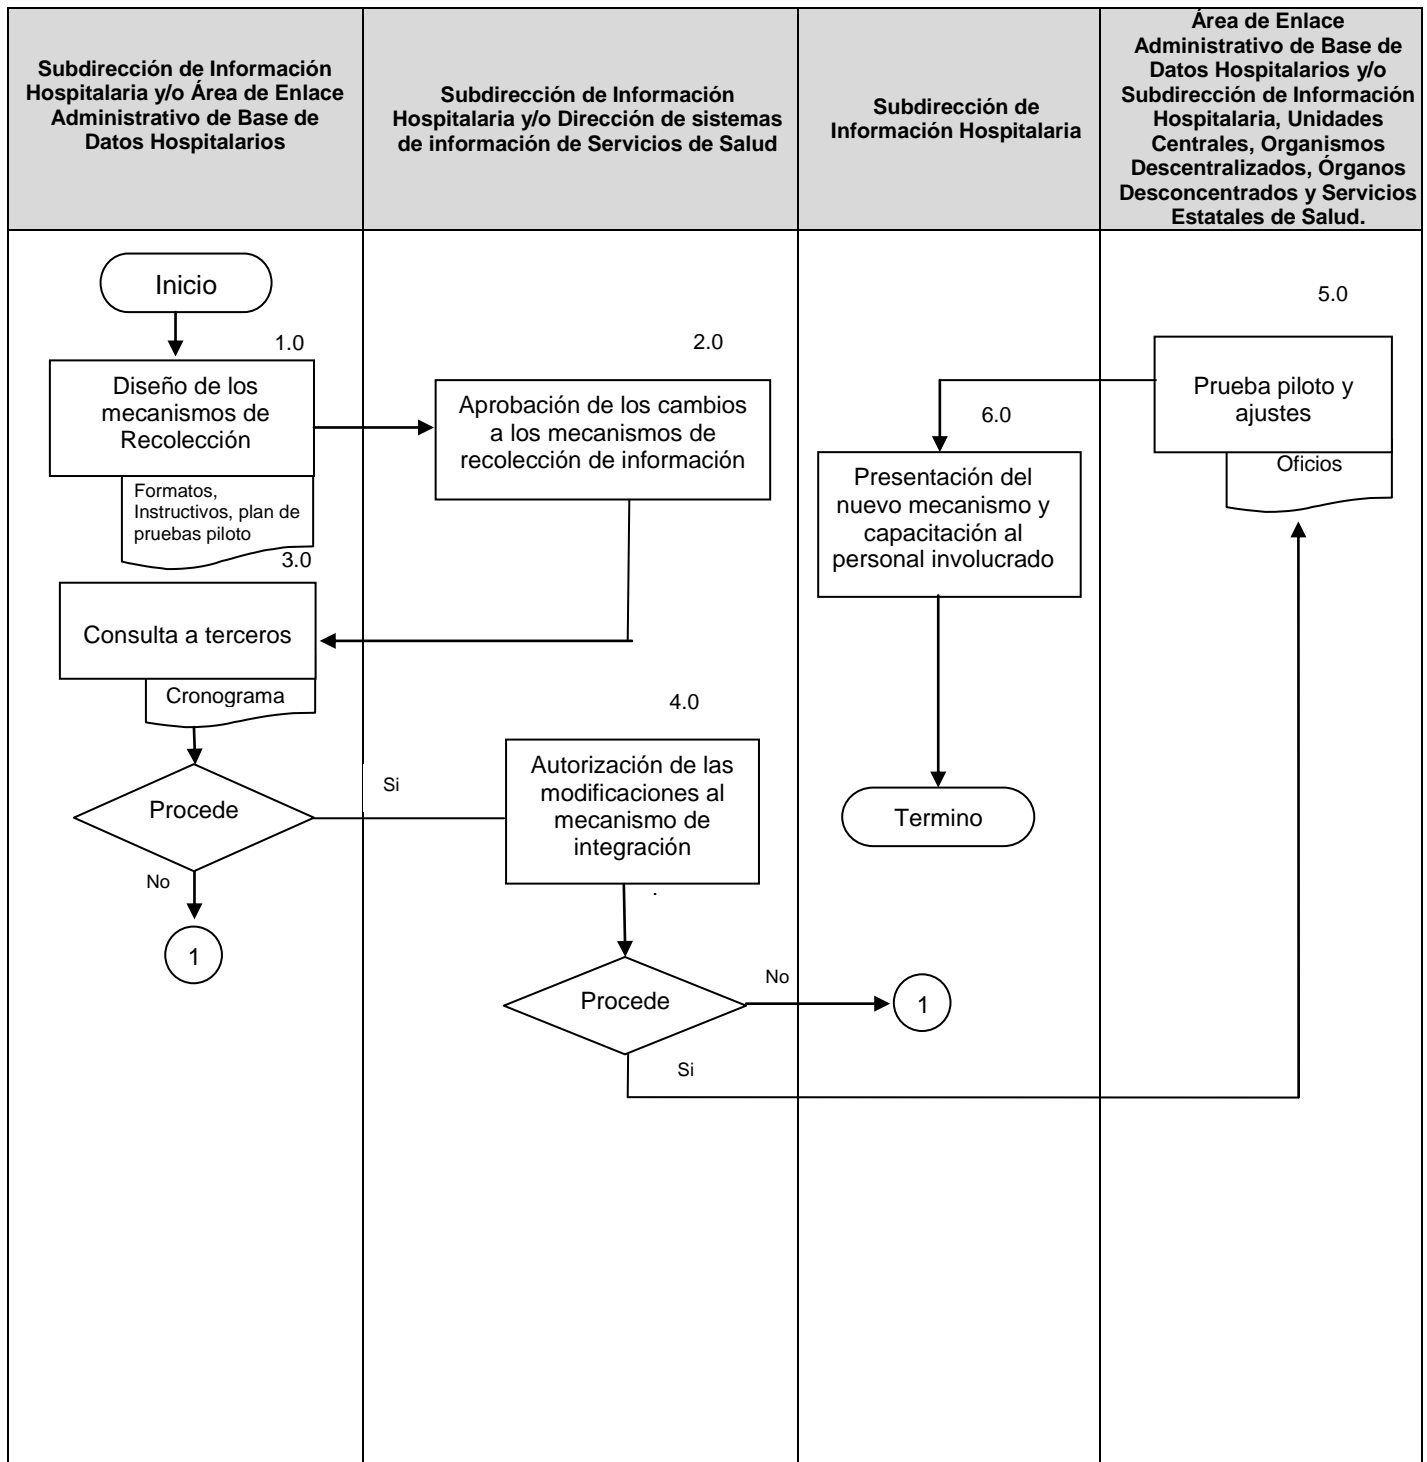 Subdirección de Información
Hospitalaria y/o Área de Enlace
Administrativo de Base de
Datos Hospitalarios
Subdirección de Información
Hospitalaria y/o Dirección de sistemas
de información de Servicios de Salud
Subdirección de
Información Hospitalaria
Área de Enlace
Administrativo de Base de
Datos Hospitalarios y/o
Subdirección de Información
Hospitalaria, Unidades
Centrales, Organismos
Descentralizados, Órganos
Desconcentrados y Servicios
Estatales de Salud.
Inicio
1.0
Diseño de los
mecanismos de
Recolección
Formatos,
Instructivos, plan de
pruebas piloto
2.0
Aprobación de los cambios
a los mecanismos de
recolección de información
3.0
Consulta a terceros
Cronograma
Procede
Si
No
1
4.0
Autorización de las
modificaciones al
mecanismo de
integración
.
Procede
No
1
Si
5.0
Prueba piloto y
ajustes
Oficios
6.0
Presentación del
nuevo mecanismo y
capacitación al
personal involucrado
Termino